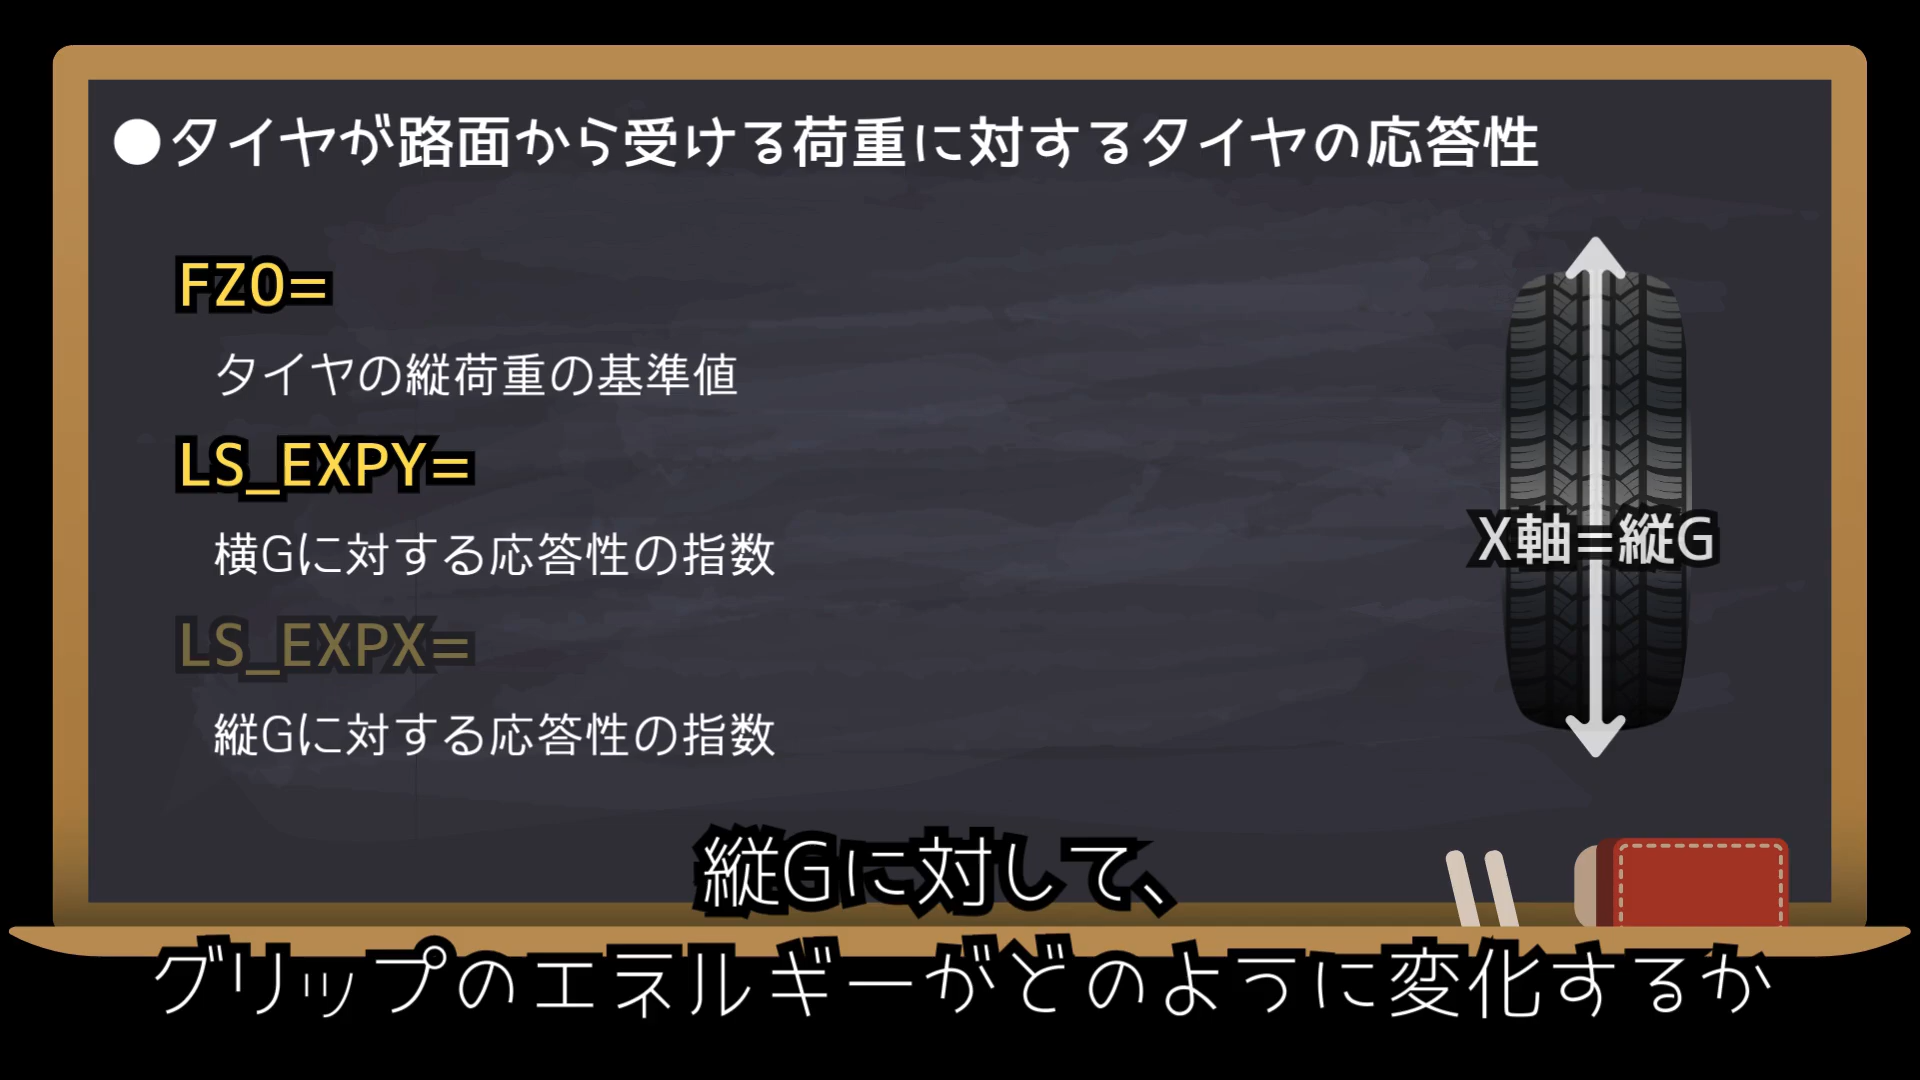 ●タイヤが路面から受ける荷重に対するタイヤの応答性
FZO=
タイヤの縦荷重の基準値
LS_EXPY=
横Gに対する応答性の指数
LS_EXPX=
縦Gに対する応答性の指数
X軸=縦G
縦Gに対して、
グリップのエネルギーがどのように変化するか